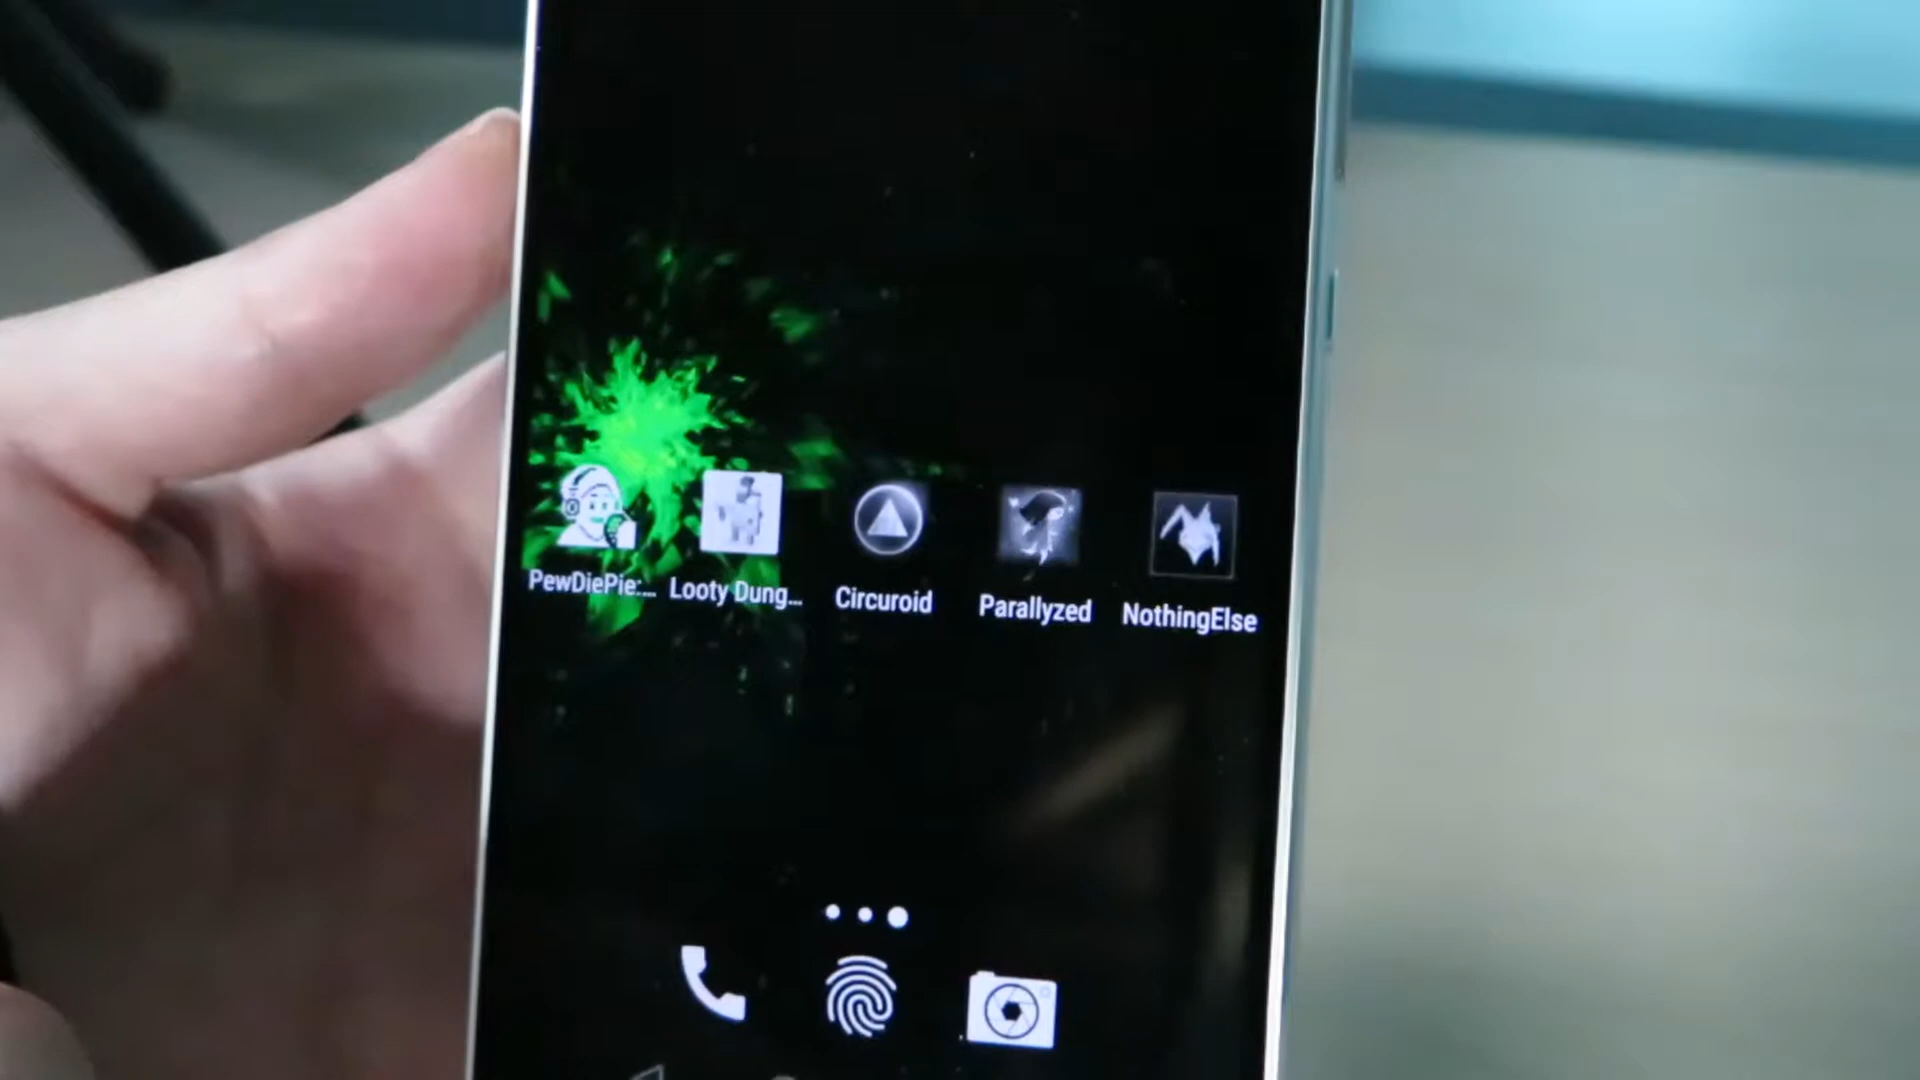 PewDiePie:...
Looty Dung...
Circuroid
Parallyzed
NothingElse